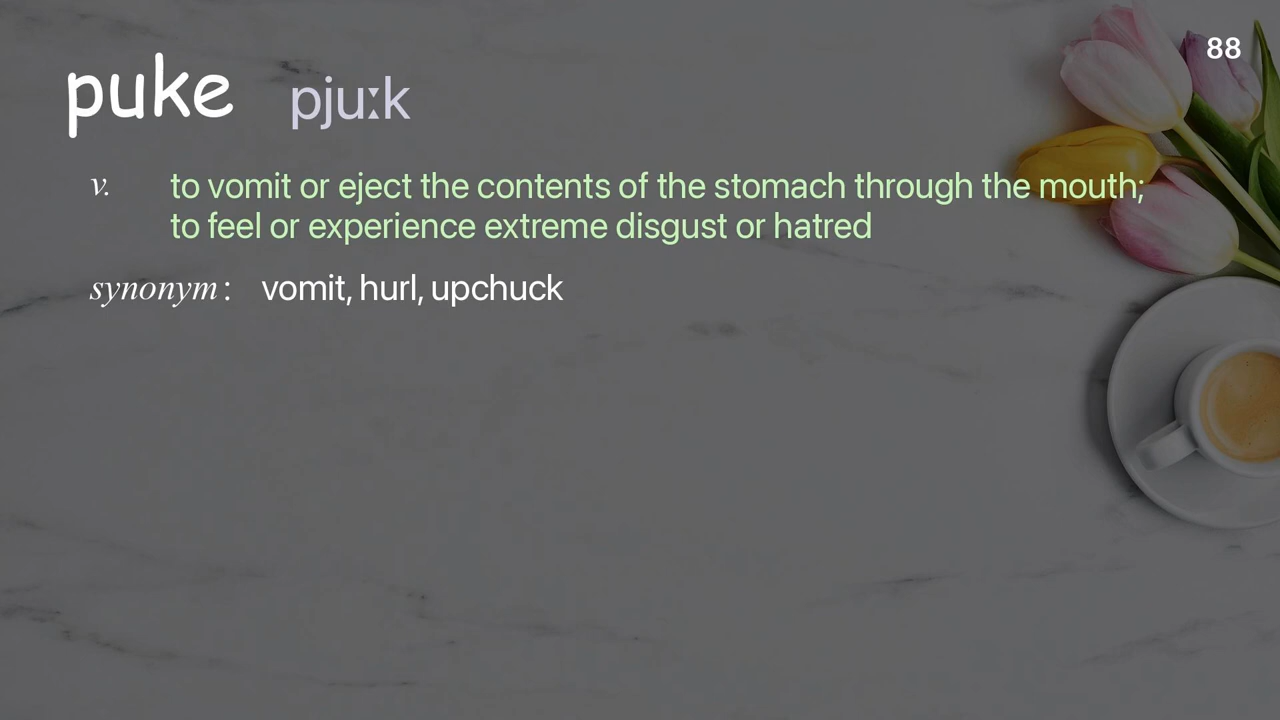 88
puke pjuːk
v. to vomit or eject the contents of the stomach through the mouth;
to feel or experience extreme disgust or hatred
synonym : vomit, hurl, upchuck